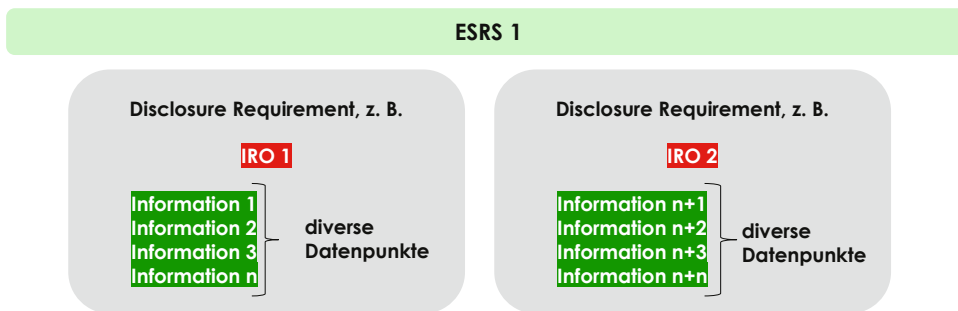 ESRS 1
Disclosure Requirement, z. B.
IRO 1
Information 1
Information 2
Information 3
Information n
diverse
Datenpunkte
Disclosure Requirement, z. B.
IRO 2
Information n+1
Information n+2
Information n+3
Information n+n
diverse
Datenpunkte